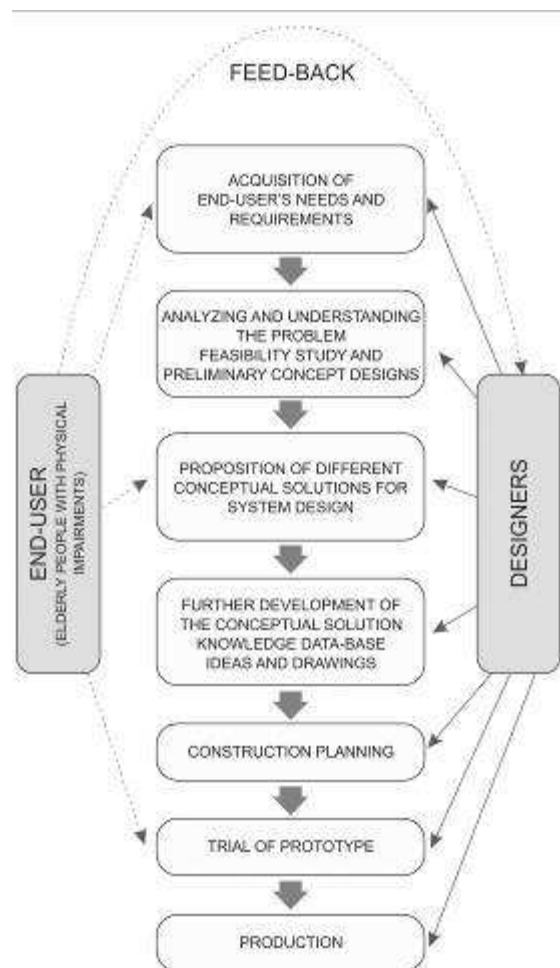 FEED-BACK
ACQUISITION OF
END-USER'S NEEDS AND
REQUIREMENTS
ANALYZING AND UNDERSTANDING
THE PROBLEM
FEASIBILITY STUDY AND
PRELIMINARY CONCEPT DESIGNS
PROPOSITION OF DIFFERENT
CONCEPTUAL SOLUTIONS FOR
SYSTEM DESIGN
FURTHER DEVELOPMENT OF
THE CONCEPTUAL SOLUTION
KNOWLEDGE DATA-BASE
IDEAS AND DRAWINGS
CONSTRUCTION PLANNING
TRIAL OF PROTOTYPE
PRODUCTION
END-USER
(ELDERLY PEOPLE WITH PHYSICAL
IMPAIRMENTS)
DESIGNERS